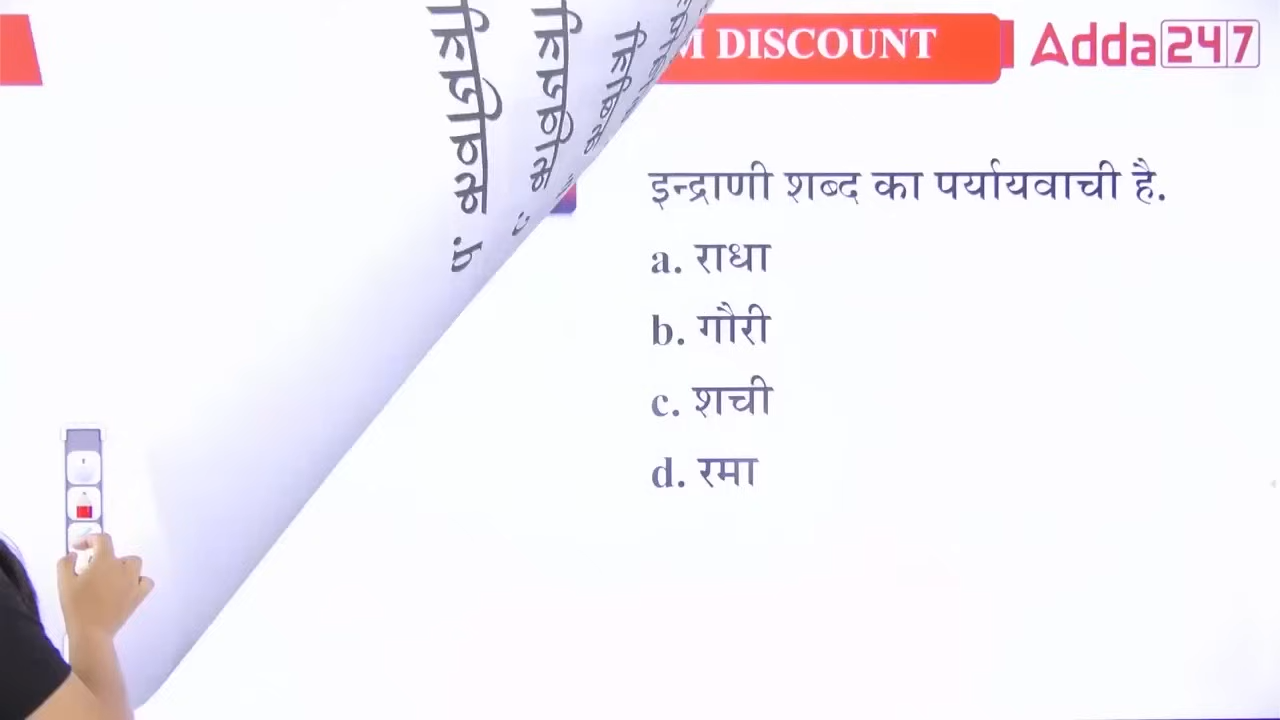 M DISCOUNT
Adda247
इन्द्राणी शब्द का पर्यायवाची है.
a. राधा
b. गौरी
c. शची
d. रमा